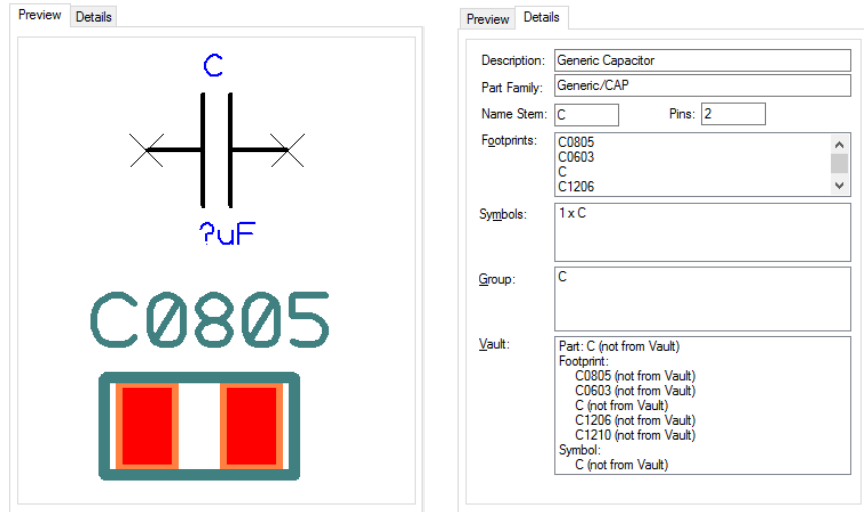 Preview Details
C
?uF
C0805
Preview Details
Description: Generic Capacitor
Part Family: Generic/CAP
Name Stem: C Pins: 2
Footprints: C0805
C0603
C
C1206
Symbols: 1 x C
Group: C
Vault: Part: C (not from Vault)
Footprint:
C0805 (not from Vault)
C0603 (not from Vault)
C (not from Vault)
C1206 (not from Vault)
C1210 (not from Vault)
Symbol:
C (not from Vault)